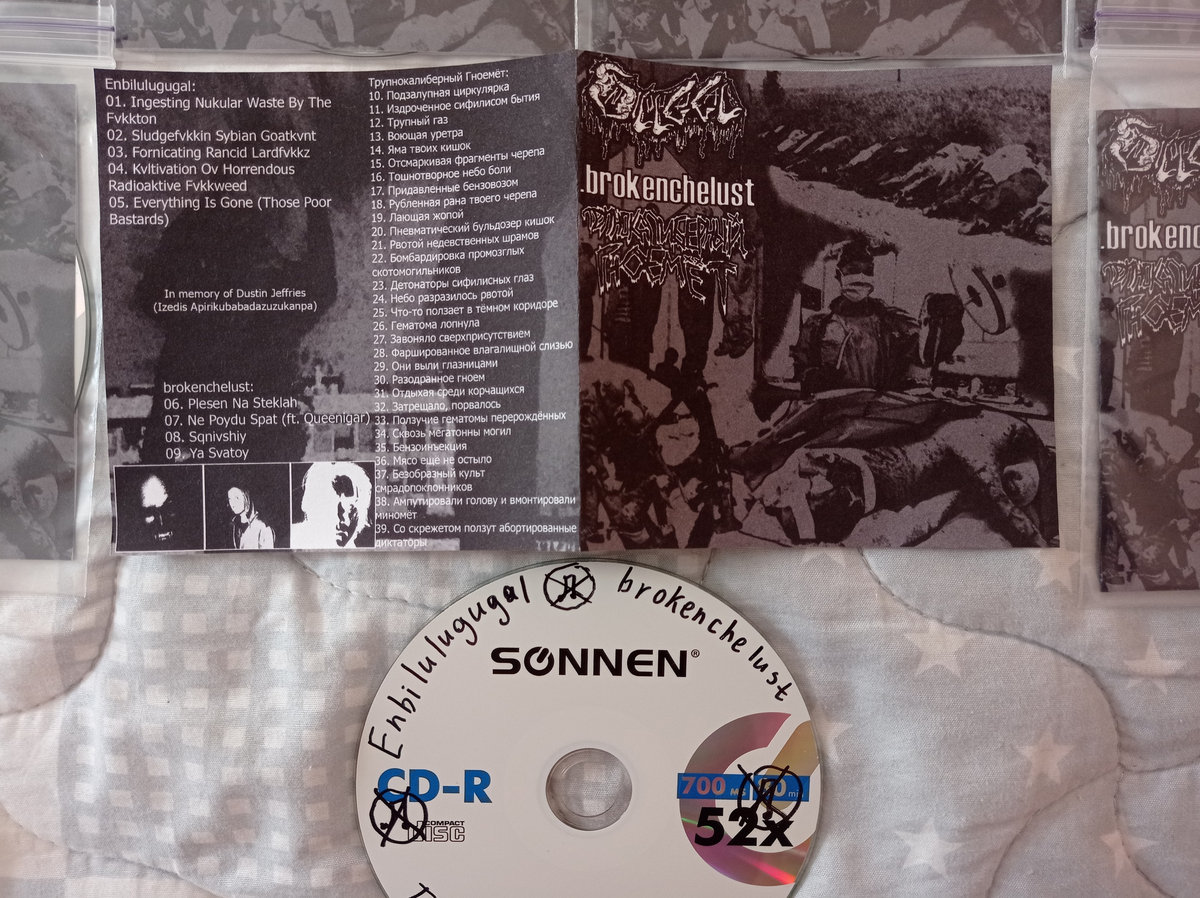 Enbilulugugal:
01. Ingesting Nukular Waste By The
Fvkkton
02. Sludgefvkkin Sybian Goatkvnt
03. Fornicating Rancid Lardfvkkz
04. Kvltivation Ov Horrendous
Radioaktive Fvkkweed
05. Everything Is Gone (Those Poor
Bastards)
In memory of Dustin Jeffries
(Izedis Apirikubabadazuzukanpa)
brokenchelust:
06. Plesen Na Steklah
07. Ne Poydu Spat (ft. Queenigar)
08. Sqnivshiy
09. Ya Svatoy
Трупнокалиберный Гноемёт:
10. Подзалупная циркулярка
11. Издроченное сифилисом бытия
12. Трупный газ
13. Воющая уретра
14. Яма твоих кишок
15. Отсмаркивая фрагменты черепа
16. Тошнотворное небо боли
17. Придавленные бензовозом
18. Рубленная рана твоего черепа
19. Лающая жопой
20. Пневматический бульдозер кишок
21. Рвотой недевственных шрамов
22. Бомбардировка промозглых
скотомогильников
23. Детонаторы сифилисных глаз
24. Небо разразилось рвотой
25. Что-то ползает в тёмном коридоре
26. Гематома лопнула
27. Завоняло сверхприсутствием
28. Фаршированное влагалищной слизью
29. Они выли глазницами
30. Разодранное гноем
31. Отдыхая среди корчащихся
32. Затрещало, порвалось
33. Ползучие гематомы перерождённых
34. Сквозь мегатонны могил
35. Бензоинъекция
36. Мясо ещё не остыло
37. Безобразный культ
смрадопоклонников
38. Ампутировали голову и вмонтировали
миномёт
39. Со скрежетом ползут абортированные
диктаторы
.brokenchelust
ГНОЕМЁТ
.brokenc
Enbilulugugal brokenchelust
SONNEN®
CD-R
700 MB
COMPACT
DISC
52x